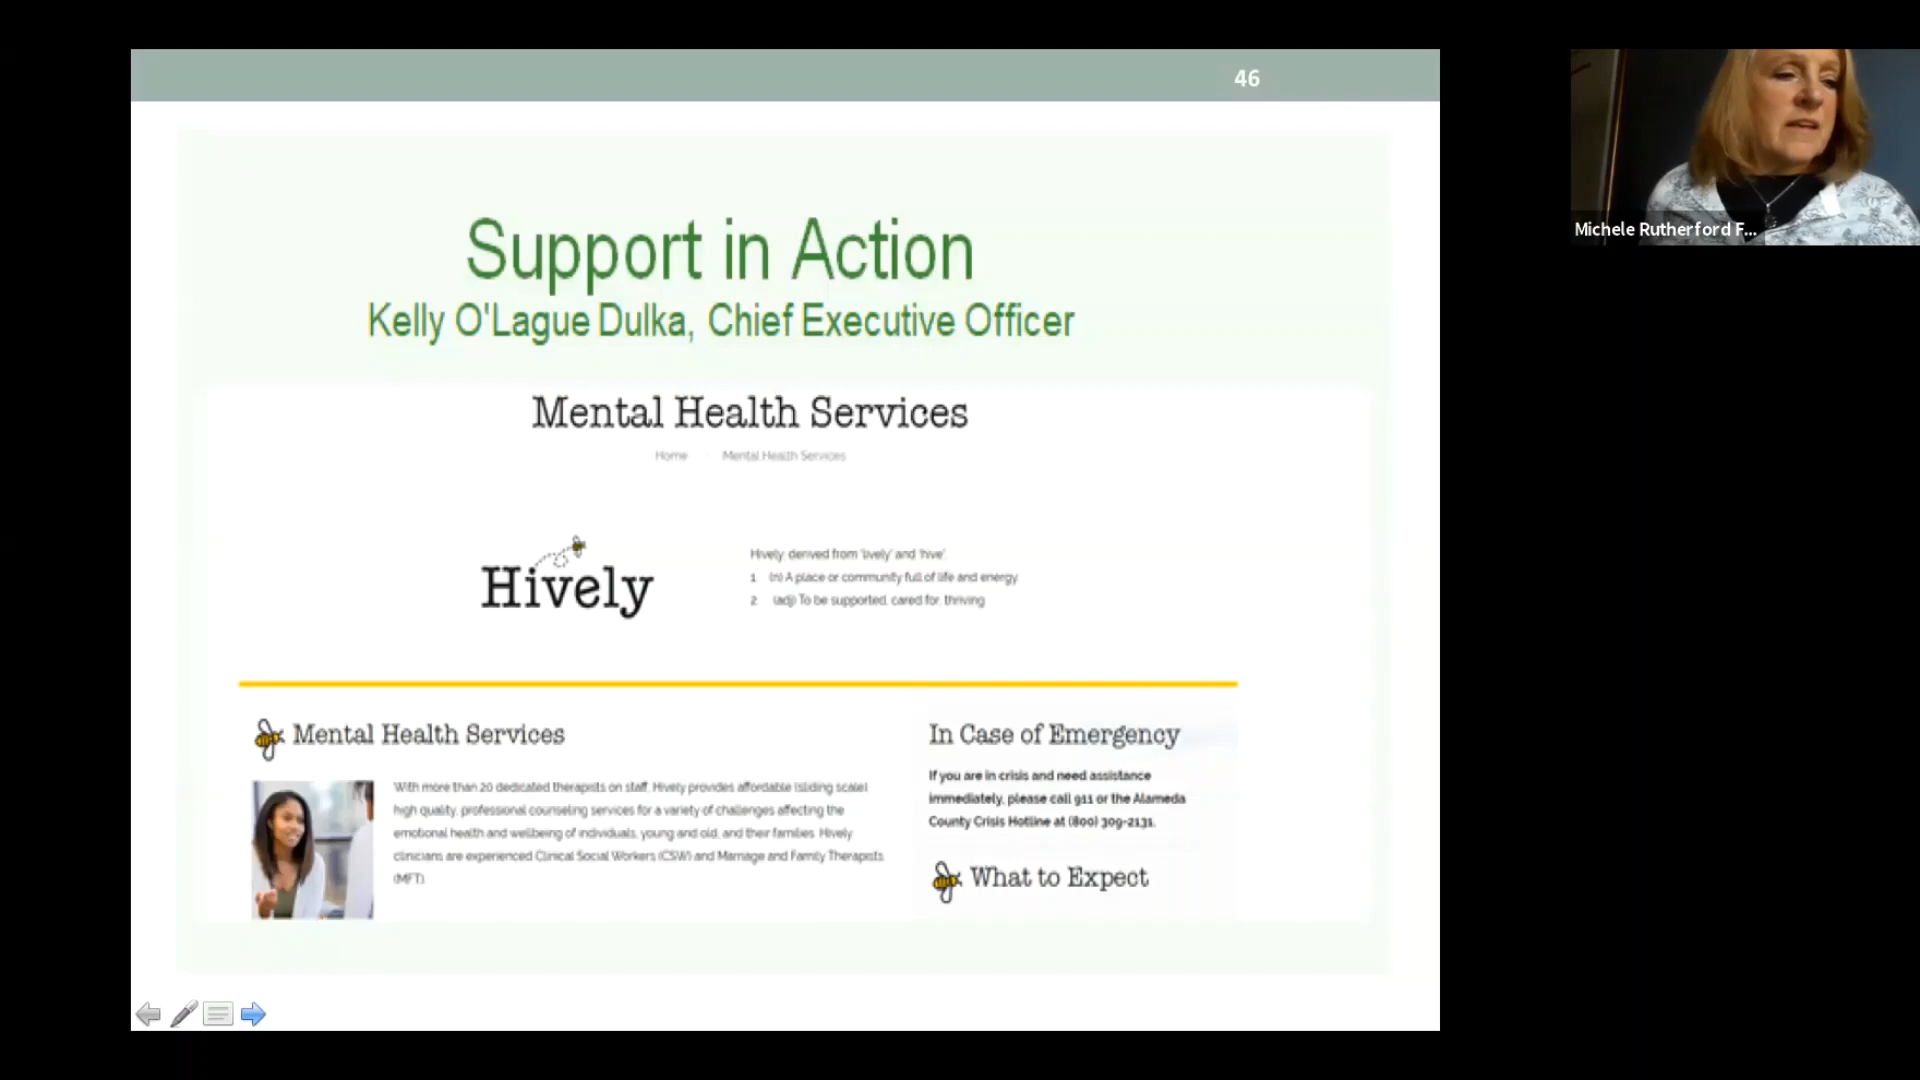 46
Support in Action
Kelly O'Lague Dulka, Chief Executive Officer
Mental Health Services
Home
Mental Health Services
Hively
Hively: derived from 'lively' and 'hive'.
1 (n) A place or community full of life and energy
2 (adj) To be supported, cared for, thriving
Mental Health Services
With more than 20 dedicated therapists on staff, Hively provides affordable (sliding scale)
high quality, professional counseling services for a variety of challenges affecting the
emotional health and wellbeing of individuals, young and old, and their families. Hively
clinicians are experienced Clinical Social Workers (CSW) and Marriage and Family Therapists
(MFT).
In Case of Emergency
If you are in crisis and need assistance
immediately, please call 911 or the Alameda
County Crisis Hotline at (800) 309-2131.
What to Expect
Michele Rutherford F...